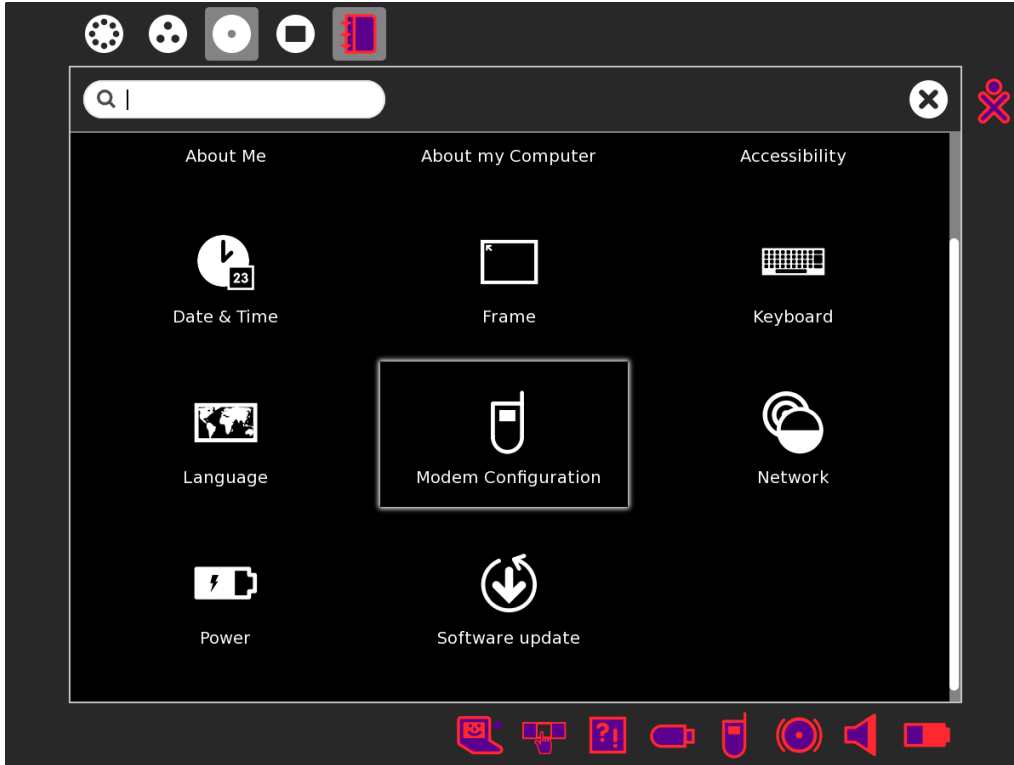 About Me
About my Computer
Accessibility
23
Date & Time
Frame
Keyboard
Language
Modem Configuration
Network
Power
Software update
?!